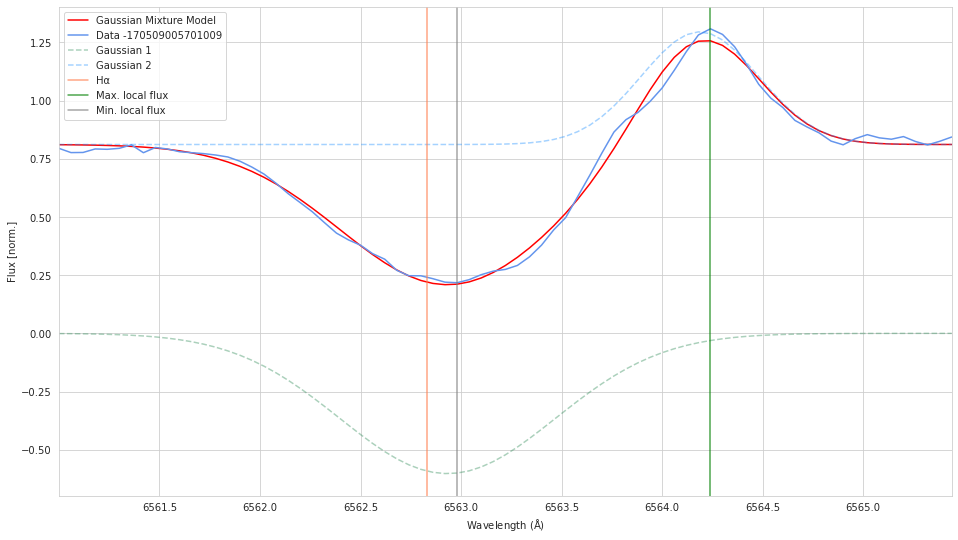 Gaussian Mixture Model
Data -170509005701009
Gaussian 1
Gaussian 2
Hα
Max. local flux
Min. local flux
1.25
1.00
0.75
0.50
0.25
0.00
−0.25
−0.50
Flux [norm.]
6561.5 6562.0 6562.5 6563.0 6563.5 6564.0 6564.5 6565.0
Wavelength (Å)